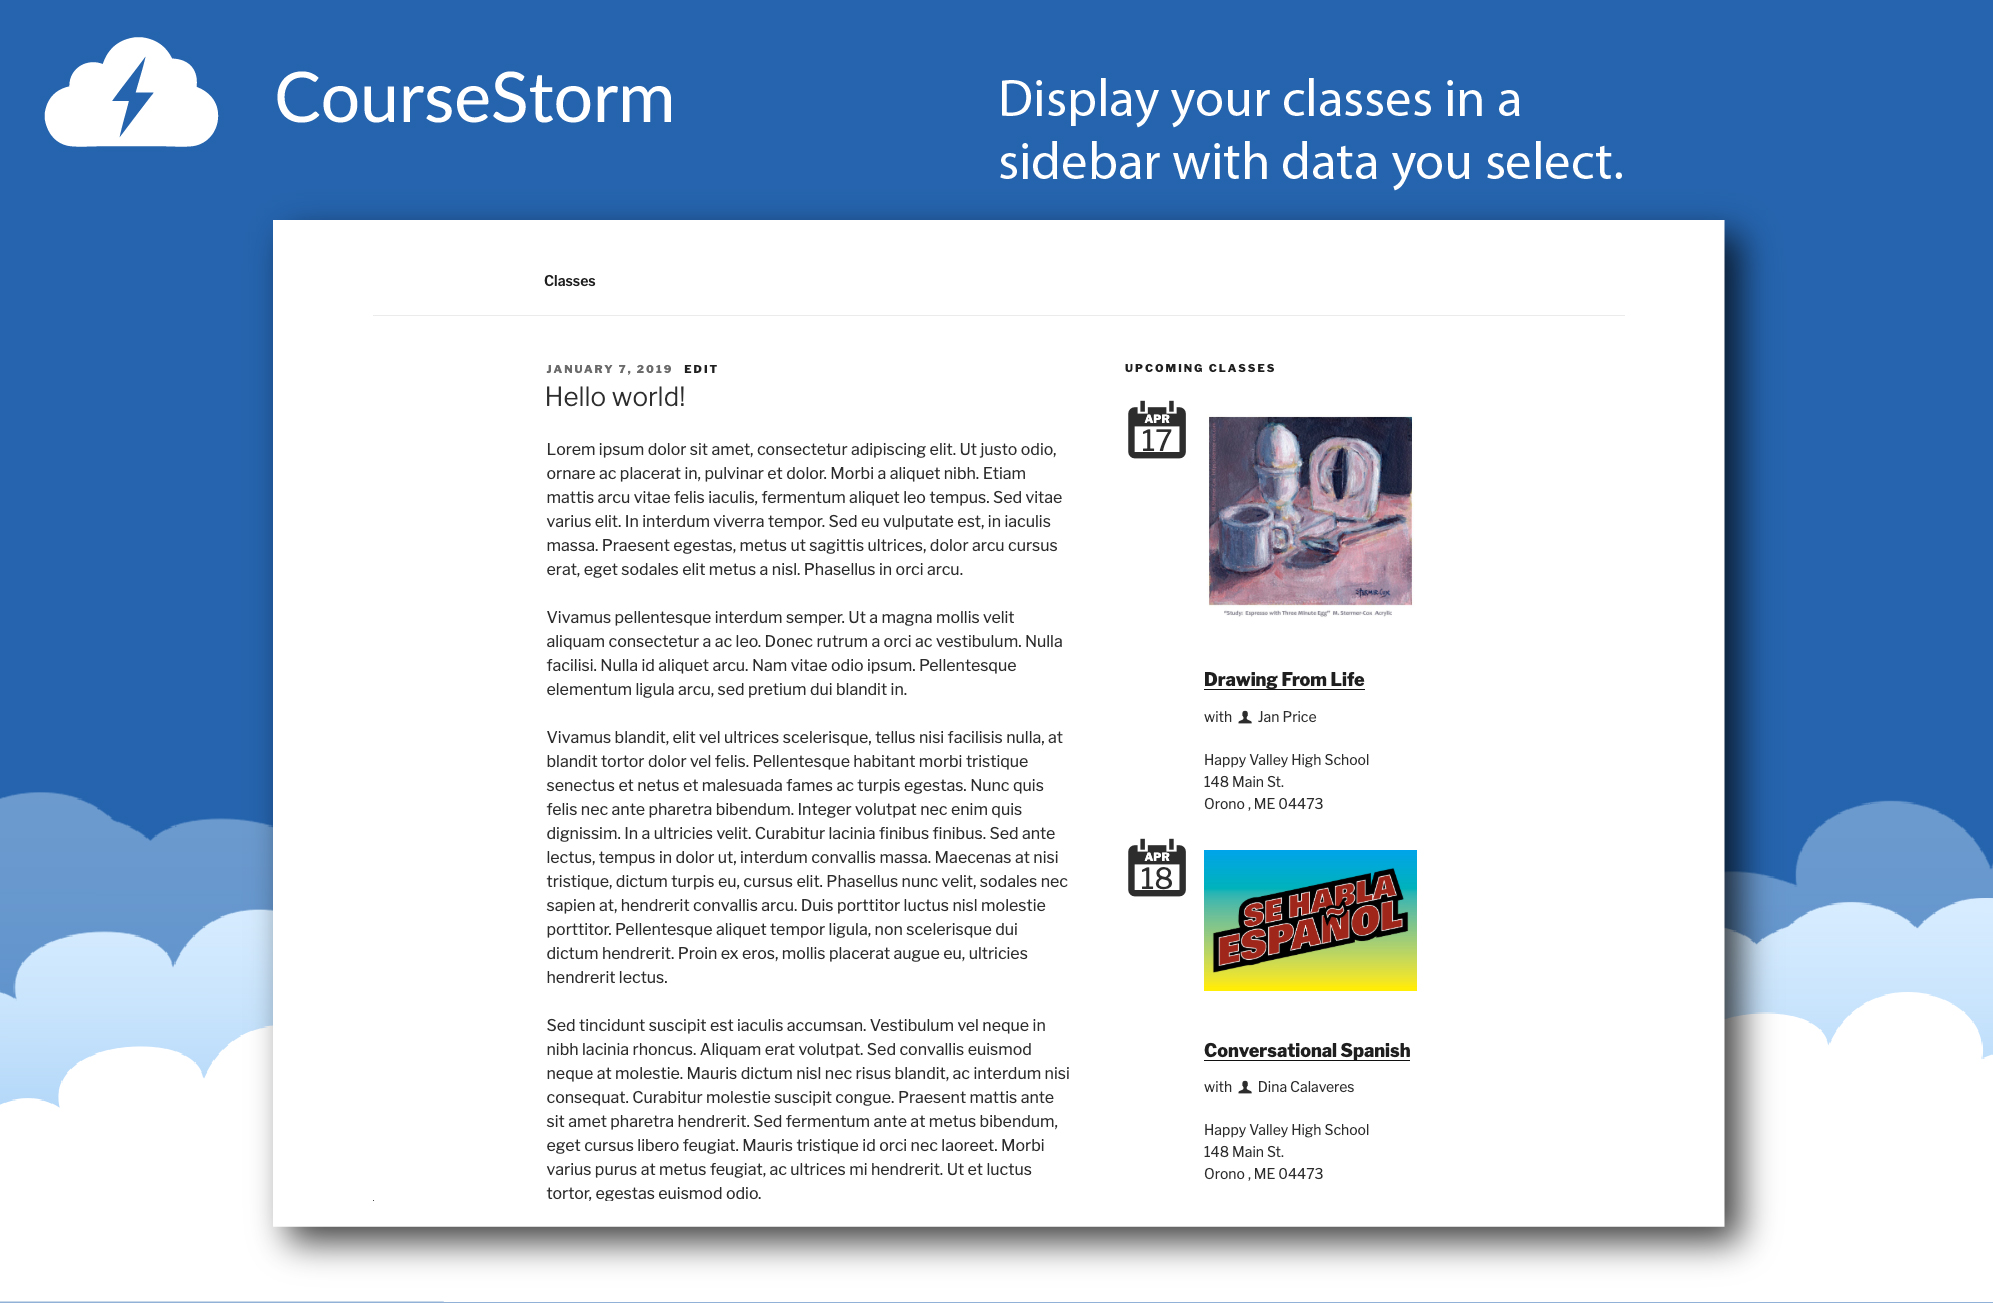 CourseStorm
Display your classes in a
sidebar with data you select.
Classes
JANUARY 7, 2019 EDIT
Hello world!
Lorem ipsum dolor sit amet, consectetur adipiscing elit. Ut justo odio,
ornare ac placerat in, pulvinar et dolor. Morbi a aliquet nibh. Etiam
mattis arcu vitae felis iaculis, fermentum aliquet leo tempus. Sed vitae
varius elit. In interdum viverra tempor. Sed eu vulputate est, in iaculis
massa. Praesent egestas, metus ut sagittis ultrices, dolor arcu cursus
erat, eget sodales elit metus a nisl. Phasellus in orci arcu.
Vivamus pellentesque interdum semper. Ut a magna mollis velit
aliquam consectetur a ac leo. Donec rutrum a orci ac vestibulum. Nulla
facilisi. Nulla id aliquet arcu. Nam vitae odio ipsum. Pellentesque
elementum ligula arcu, sed pretium dui blandit in.
Vivamus blandit, elit vel ultrices scelerisque, tellus nisi facilisis nulla, at
blandit tortor dolor vel felis. Pellentesque habitant morbi tristique
senectus et netus et malesuada fames ac turpis egestas. Nunc quis
felis nec ante pharetra bibendum. Integer volutpat nec enim quis
dignissim. In a ultricies velit. Curabitur lacinia finibus finibus. Sed ante
lectus, tempus in dolor ut, interdum convallis massa. Maecenas at nisi
tristique, dictum turpis eu, cursus elit. Phasellus nunc velit, sodales nec
sapien at, hendrerit convallis arcu. Duis porttitor luctus nisl molestie
porttitor. Pellentesque aliquet tempor ligula, non scelerisque dui
dictum hendrerit. Proin ex eros, mollis placerat augue eu, ultricies
hendrerit lectus.
Sed tincidunt suscipit est iaculis accumsan. Vestibulum vel neque in
nibh lacinia rhoncus. Aliquam erat volutpat. Sed convallis euismod
neque at molestie. Mauris dictum nisl nec risus blandit, ac interdum nisi
consequat. Curabitur molestie suscipit congue. Praesent mattis ante
sit amet pharetra hendrerit. Sed fermentum ante at metus bibendum,
eget cursus libero feugiat. Mauris tristique id orci nec laoreet. Morbi
varius purus at metus feugiat, ac ultrices mi hendrerit. Ut et luctus
tortor, egestas euismod odio.
UPCOMING CLASSES
APR
17
Stermer-Cox
"Study: Espresso with Three Minute Egg" M. Stermer-Cox Acrylic
Drawing From Life
with Jan Price
Happy Valley High School
148 Main St.
Orono , ME 04473
APR
18
SE HABLA
ESPAÑOL
Conversational Spanish
with Dina Calaveres
Happy Valley High School
148 Main St.
Orono , ME 04473